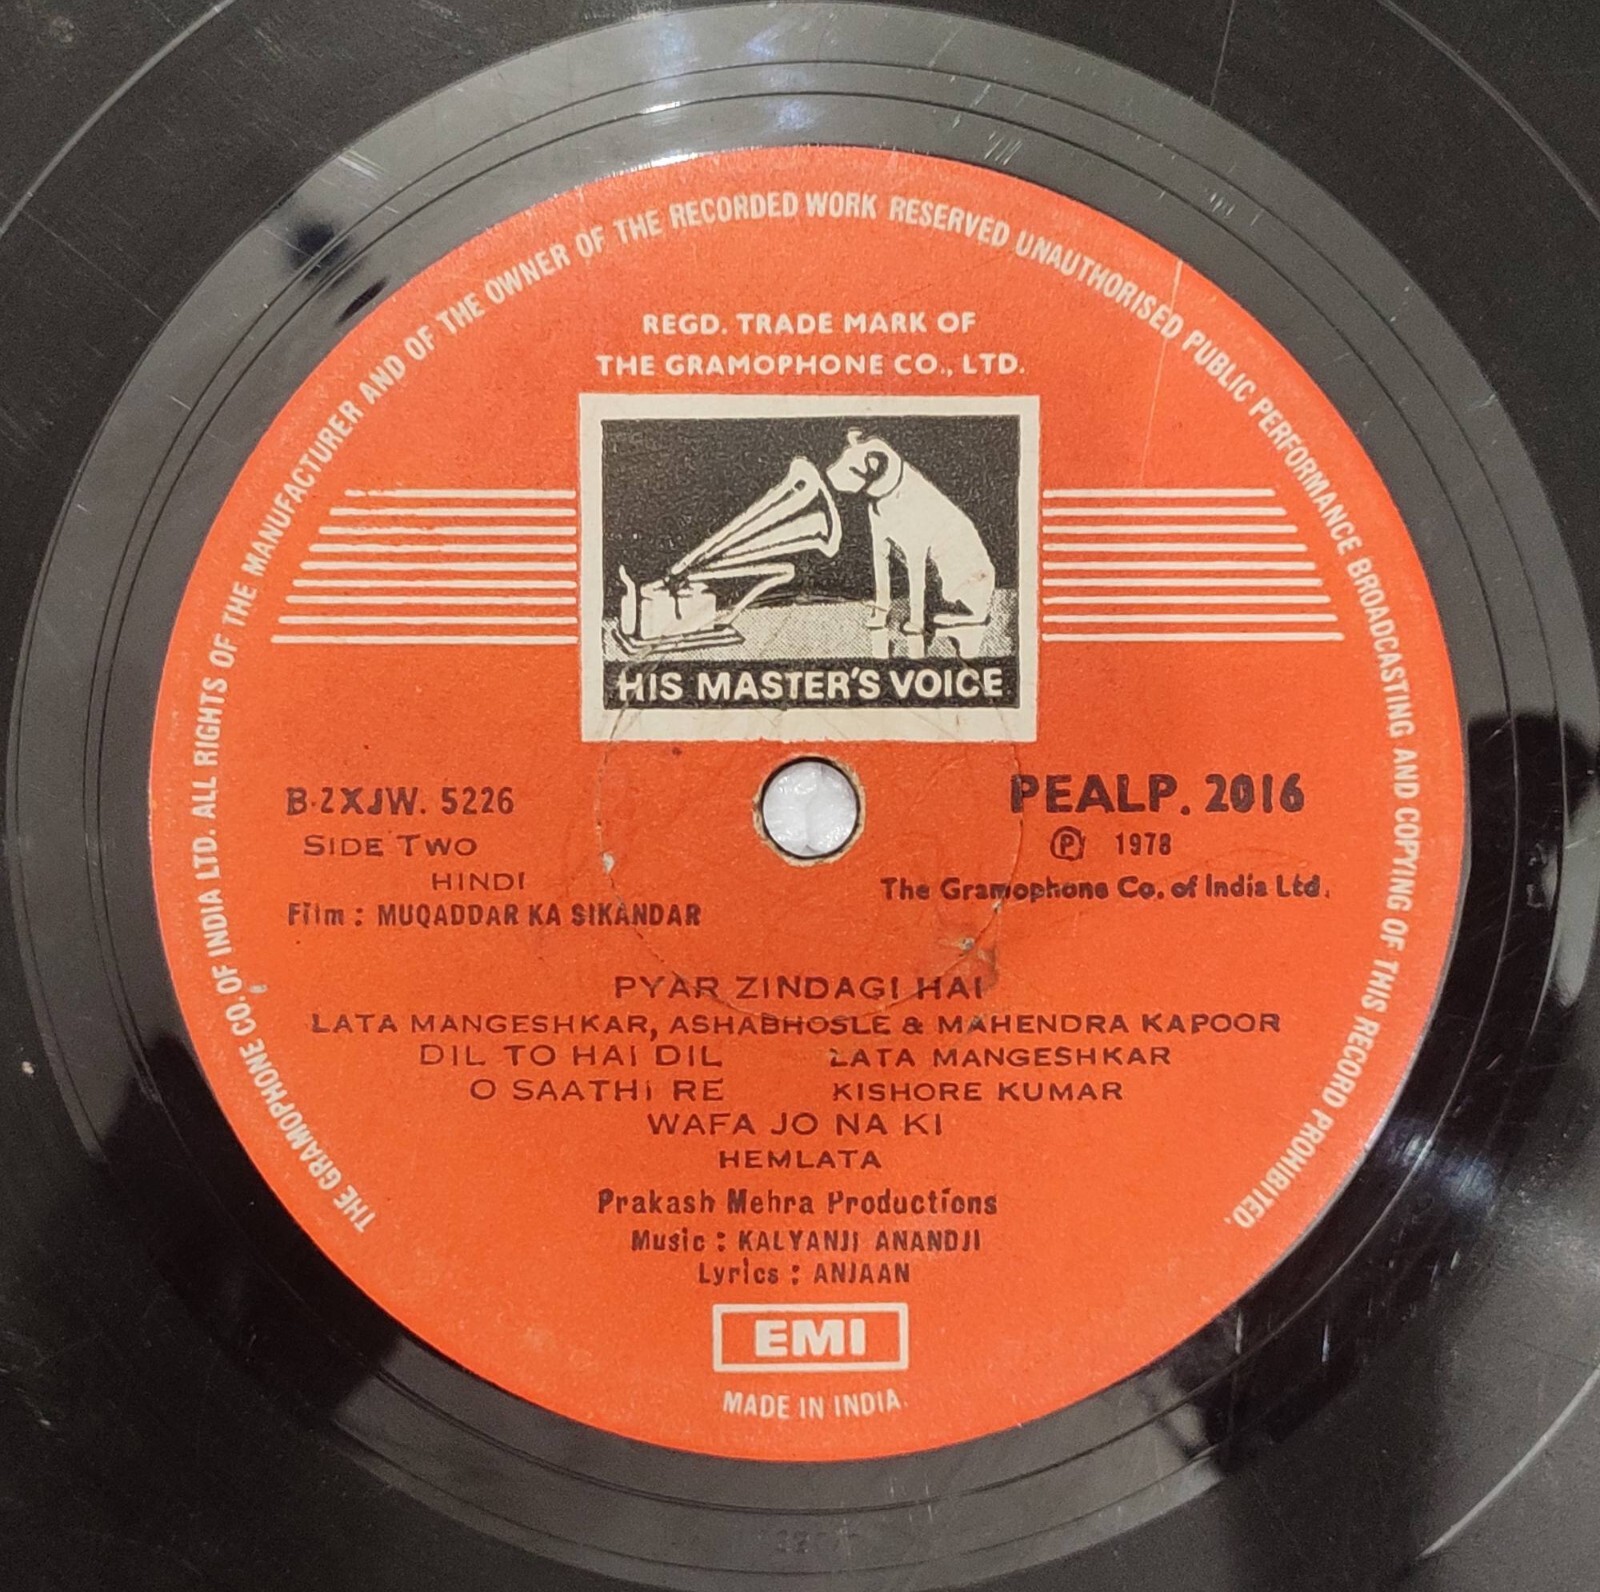 THE GRAMOPHONE CO. OF INDIA LTD. ALL RIGHTS OF THE MANUFACTURER AND OF THE OWNER OF THE RECORDED WORK RESERVED UNAUTHORISED PUBLIC PERFORMANCE BROADCASTING AND COPYING OF THIS RECORD PROHIBITED.
REGD. TRADE MARK OF
THE GRAMOPHONE CO., LTD.
HIS MASTER'S VOICE
B.2XJW. 5226
PEALP. 2016
SIDE TWO
Ⓟ 1978
HINDI
The Gramophone Co. of India Ltd.
Film : MUQADDAR KA SIKANDAR
PYAR ZINDAGI HAI
LATA MANGESHKAR, ASHABHOSLE & MAHENDRA KAPOOR
DIL TO HAI DIL LATA MANGESHKAR
O SAATHI RE KISHORE KUMAR
WAFA JO NA KI
HEMLATA
Prakash Mehra Productions
Music : KALYANJI ANANDJI
Lyrics : ANJAAN
EMI
MADE IN INDIA.